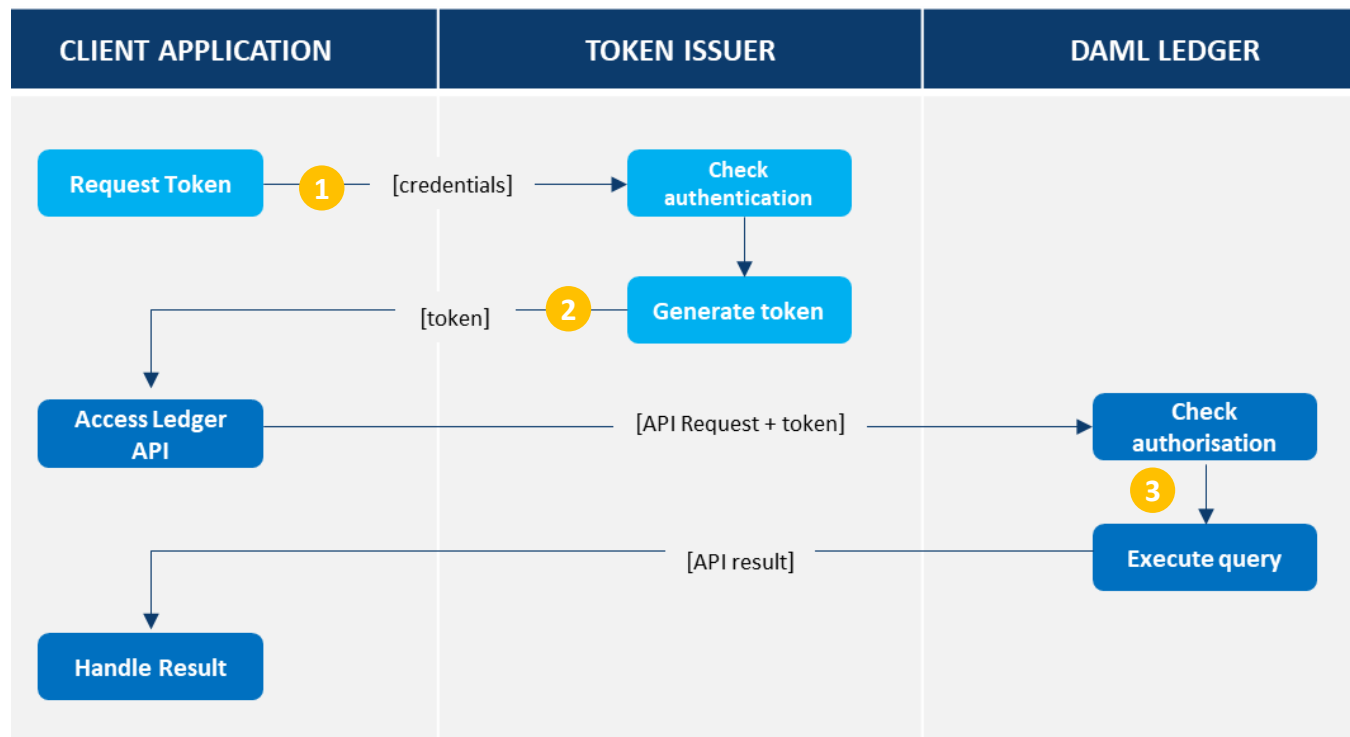 CLIENT APPLICATION
TOKEN ISSUER
DAML LEDGER
Request Token
1
[credentials]
Check
authentication
[token]
2
Generate token
Access Ledger
API
[API Request + token]
Check
authorisation
3
[API result]
Execute query
Handle Result